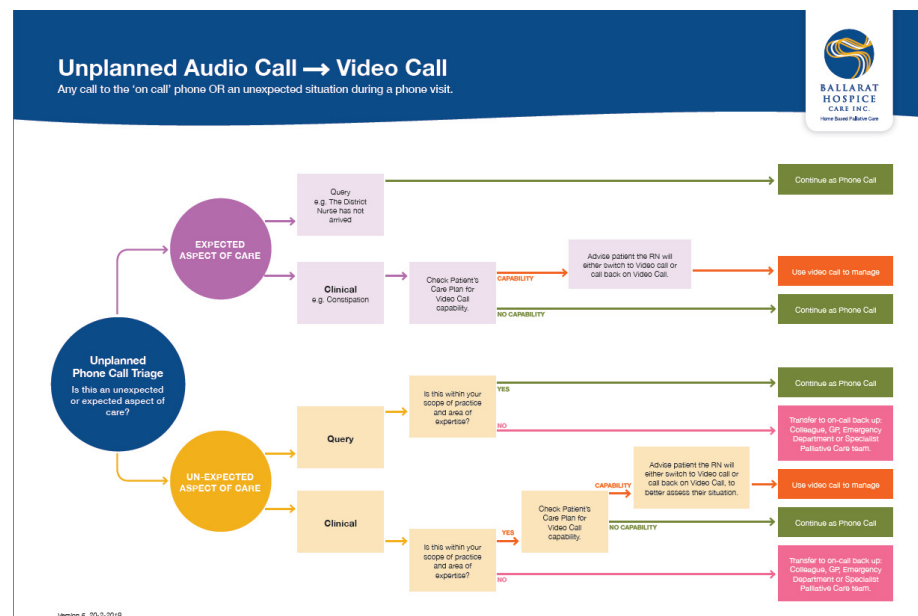 Unplanned Audio Call → Video Call
Any call to the 'on call' phone OR an unexpected situation during a phone visit.
BALLARAT
HOSPICE
CARE INC.
Home Based Palliative Care
Unplanned
Phone Call Triage
Is this an unexpected
or expected aspect of
care?
EXPECTED
ASPECT OF CARE
Query
e.g. The District
Nurse has not
arrived
Continue as Phone Call
Clinical
e.g. Constipation
Check Patient's
Care Plan for
Video Call
capability.
CAPABILITY
Advise patient the RN will
either switch to Video call or
call back on Video Call.
Use video call to manage
NO CAPABILITY
Continue as Phone Call
UN-EXPECTED
ASPECT OF CARE
Query
Is this within your
scope of practice
and area of
expertise?
YES
Continue as Phone Call
NO
Transfer to on-call back up:
Colleague, GP, Emergency
Department or Specialist
Palliative Care team.
Clinical
Is this within your
scope of practice
and area of
expertise?
YES
Check Patient's
Care Plan for
Video Call
capability.
CAPABILITY
Advise patient the RN will
either switch to Video call or
call back on Video Call, to
better assess their situation.
Use video call to manage
NO CAPABILITY
Continue as Phone Call
NO
Transfer to on-call back up:
Colleague, GP, Emergency
Department or Specialist
Palliative Care team.